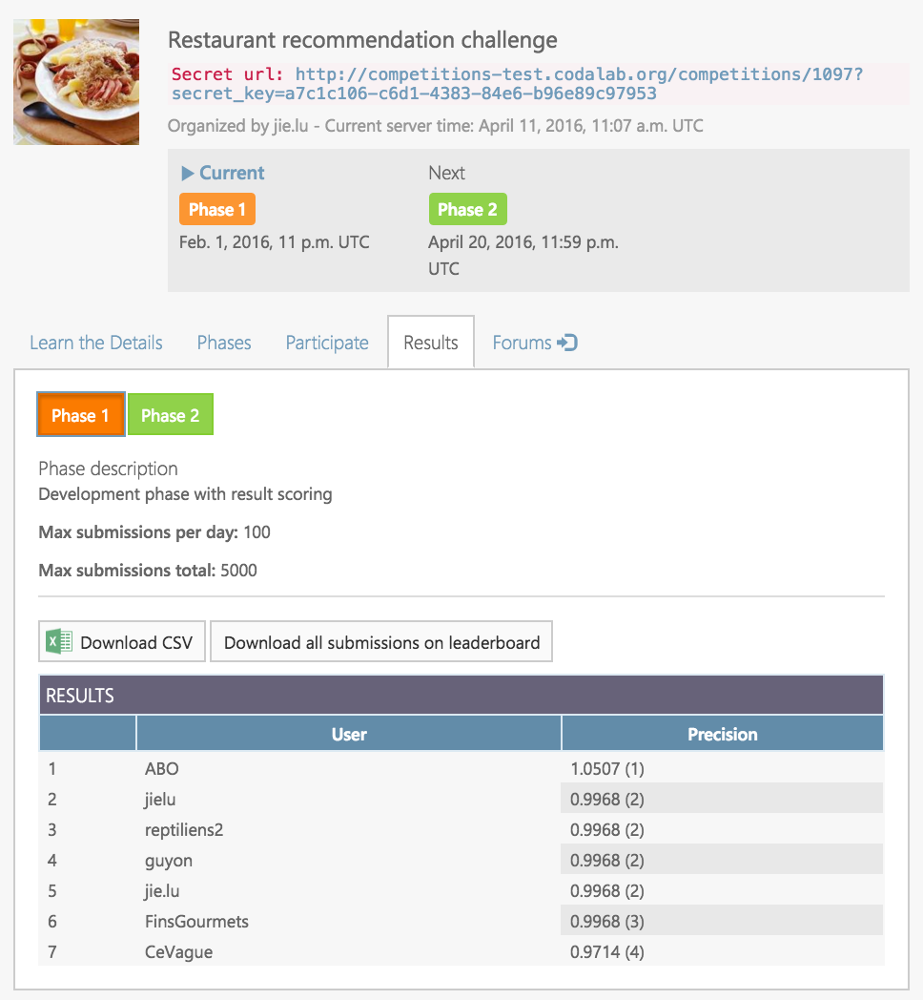 Restaurant recommendation challenge
Secret url: http://competitions-test.codalab.org/competitions/1097?
secret_key=a7c1c106-c6d1-4383-84e6-b96e89c97953
Organized by jie.lu - Current server time: April 11, 2016, 11:07 a.m. UTC
Current Next
Phase 1 Phase 2
Feb. 1, 2016, 11 p.m. UTC April 20, 2016, 11:59 p.m.
UTC
Learn the Details Phases Participate Results Forums
Phase 1 Phase 2
Phase description
Development phase with result scoring
Max submissions per day: 100
Max submissions total: 5000
Download CSV Download all submissions on leaderboard
RESULTS
User Precision
1 ABO 1.0507 (1)
2 jielu 0.9968 (2)
3 reptiliens2 0.9968 (2)
4 guyon 0.9968 (2)
5 jie.lu 0.9968 (2)
6 FinsGourmets 0.9968 (3)
7 CeVague 0.9714 (4)